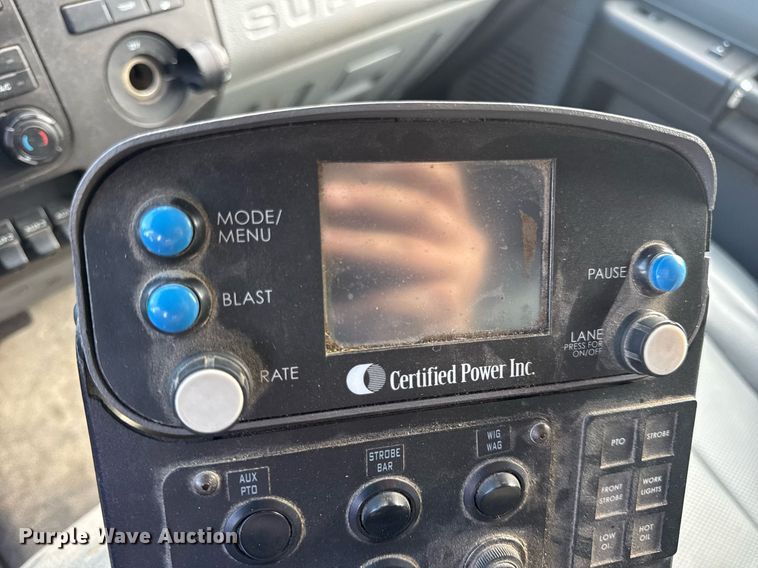 SUP
A/C
MODE/
MENU
BLAST
RATE
PAUSE
LANE
PRESS FOR
ON/OFF
Certified Power Inc.
AUX
PTO
STROBE
BAR
WIG
WAG
PTO
STROBE
FRONT
STROBE
WORK
LIGHTS
LOW
OIL
HOT
OIL
Purple Wave Auction